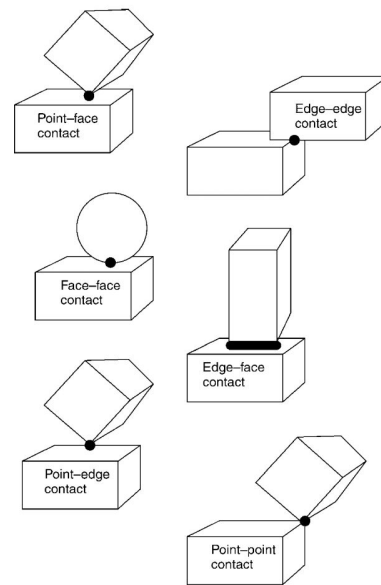 Point–face
contact
Edge–edge
contact
Face–face
contact
Edge–face
contact
Point–edge
contact
Point–point
contact